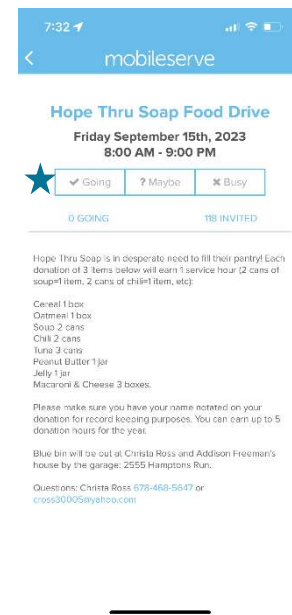 7:32
mobileserve
Hope Thru Soap Food Drive
Friday September 15th, 2023
8:00 AM - 9:00 PM
✔ Going ? Maybe ✖ Busy
0 GOING 118 INVITED
Hope Thru Soap is in desperate need to fill their pantry! Each
donation of 3 items below will earn 1 service hour (2 cans of
soup=1 item, 2 cans of chili=1 item, etc):
Cereal 1 box
Oatmeal 1 box
Soup 2 cans
Chili 2 cans
Tuna 3 cans
Peanut Butter 1 jar
Jelly 1 jar
Macaroni & Cheese 3 boxes.
Please make sure you have your name notated on your
donation for record keeping purposes. You can earn up to 5
donation hours for the year.
Blue bin will be out at Christa Ross and Addison Freeman's
house by the garage: 2555 Hamptons Run.
Questions: Christa Ross 678-468-5647 or
cross30005@yahoo.com